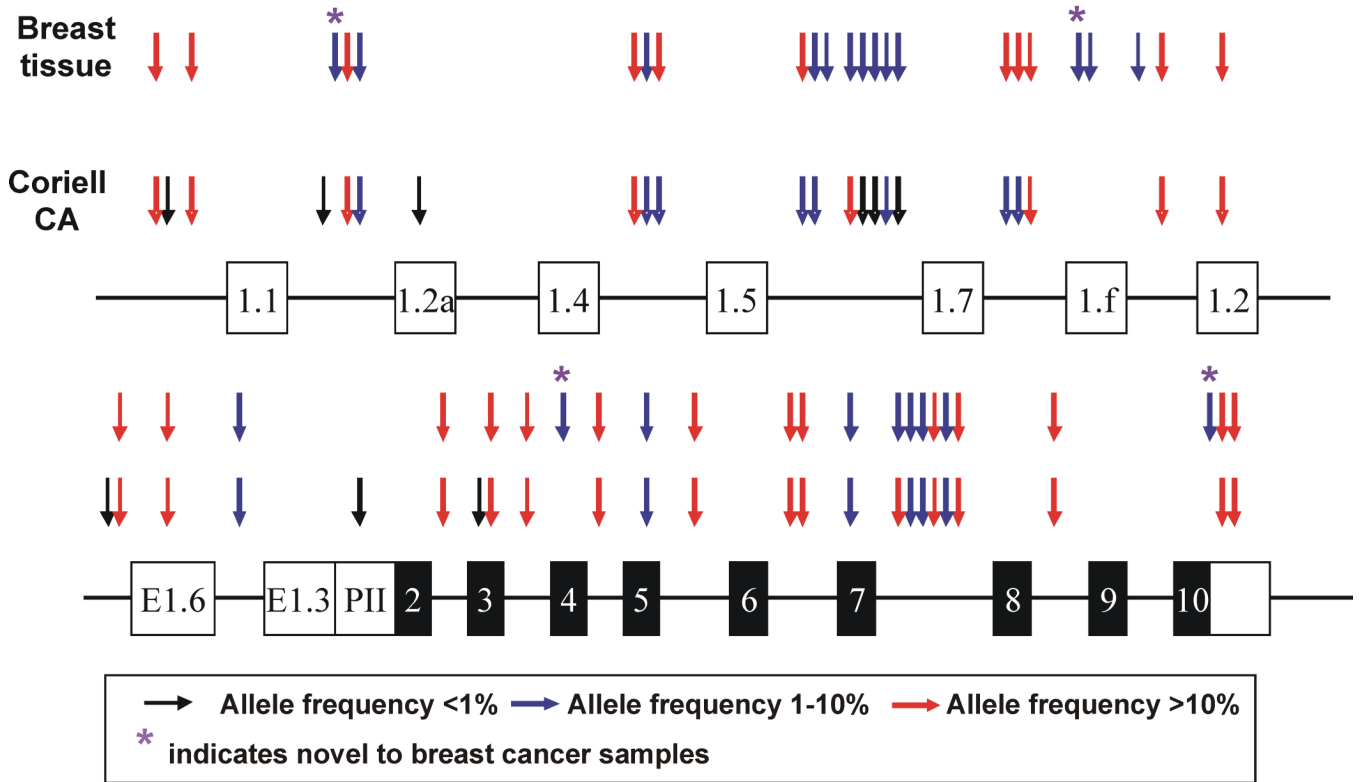 Breast
tissue
* *
Coriell
CA
1.1 1.2a 1.4 1.5 1.7 1.f 1.2
* *
E1.6 E1.3 PII 2 3 4 5 6 7 8 9 10
Allele frequency <1% Allele frequency 1-10% Allele frequency >10%
* indicates novel to breast cancer samples